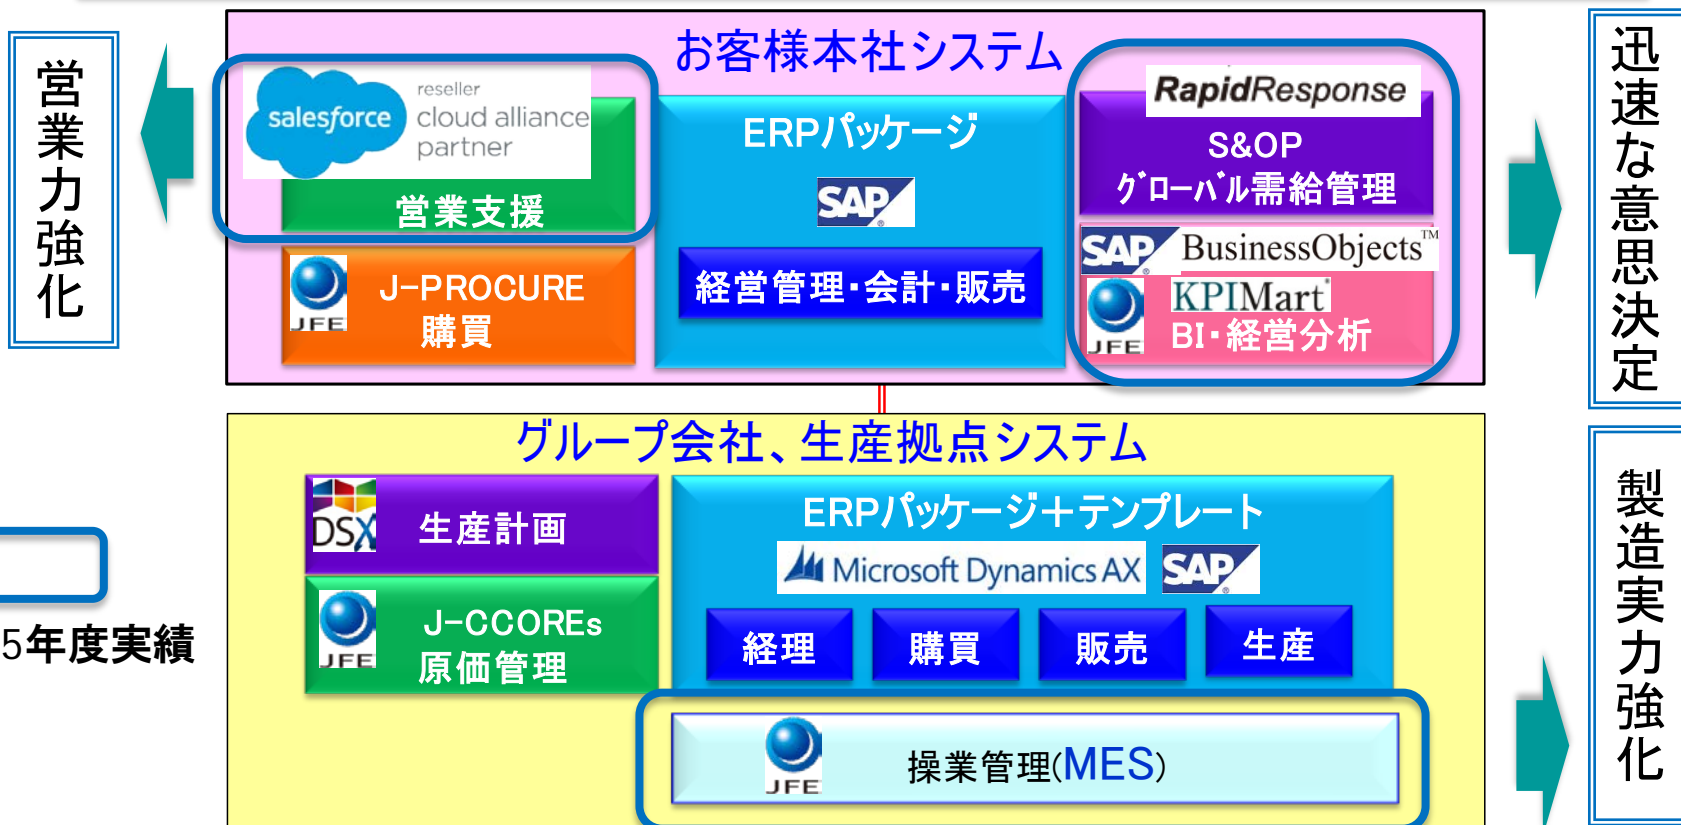 お客様本社システム
営業力強化
salesforce
reseller
cloud alliance
partner
営業支援
J-PROCURE
購買
JFE
ERPパッケージ
SAP
経営管理・会計・販売
RapidResponse
S&OP
グローバル需給管理
SAP BusinessObjects™
KPIMart
JFE
BI・経営分析
迅速な意思決定
グループ会社、生産拠点システム
DSX
生産計画
JFE
J-CCOREs
原価管理
ERPパッケージ+テンプレート
Microsoft Dynamics AX SAP
経理 購買 販売 生産
JFE
操業管理(MES)
5年度実績
製造実力強化